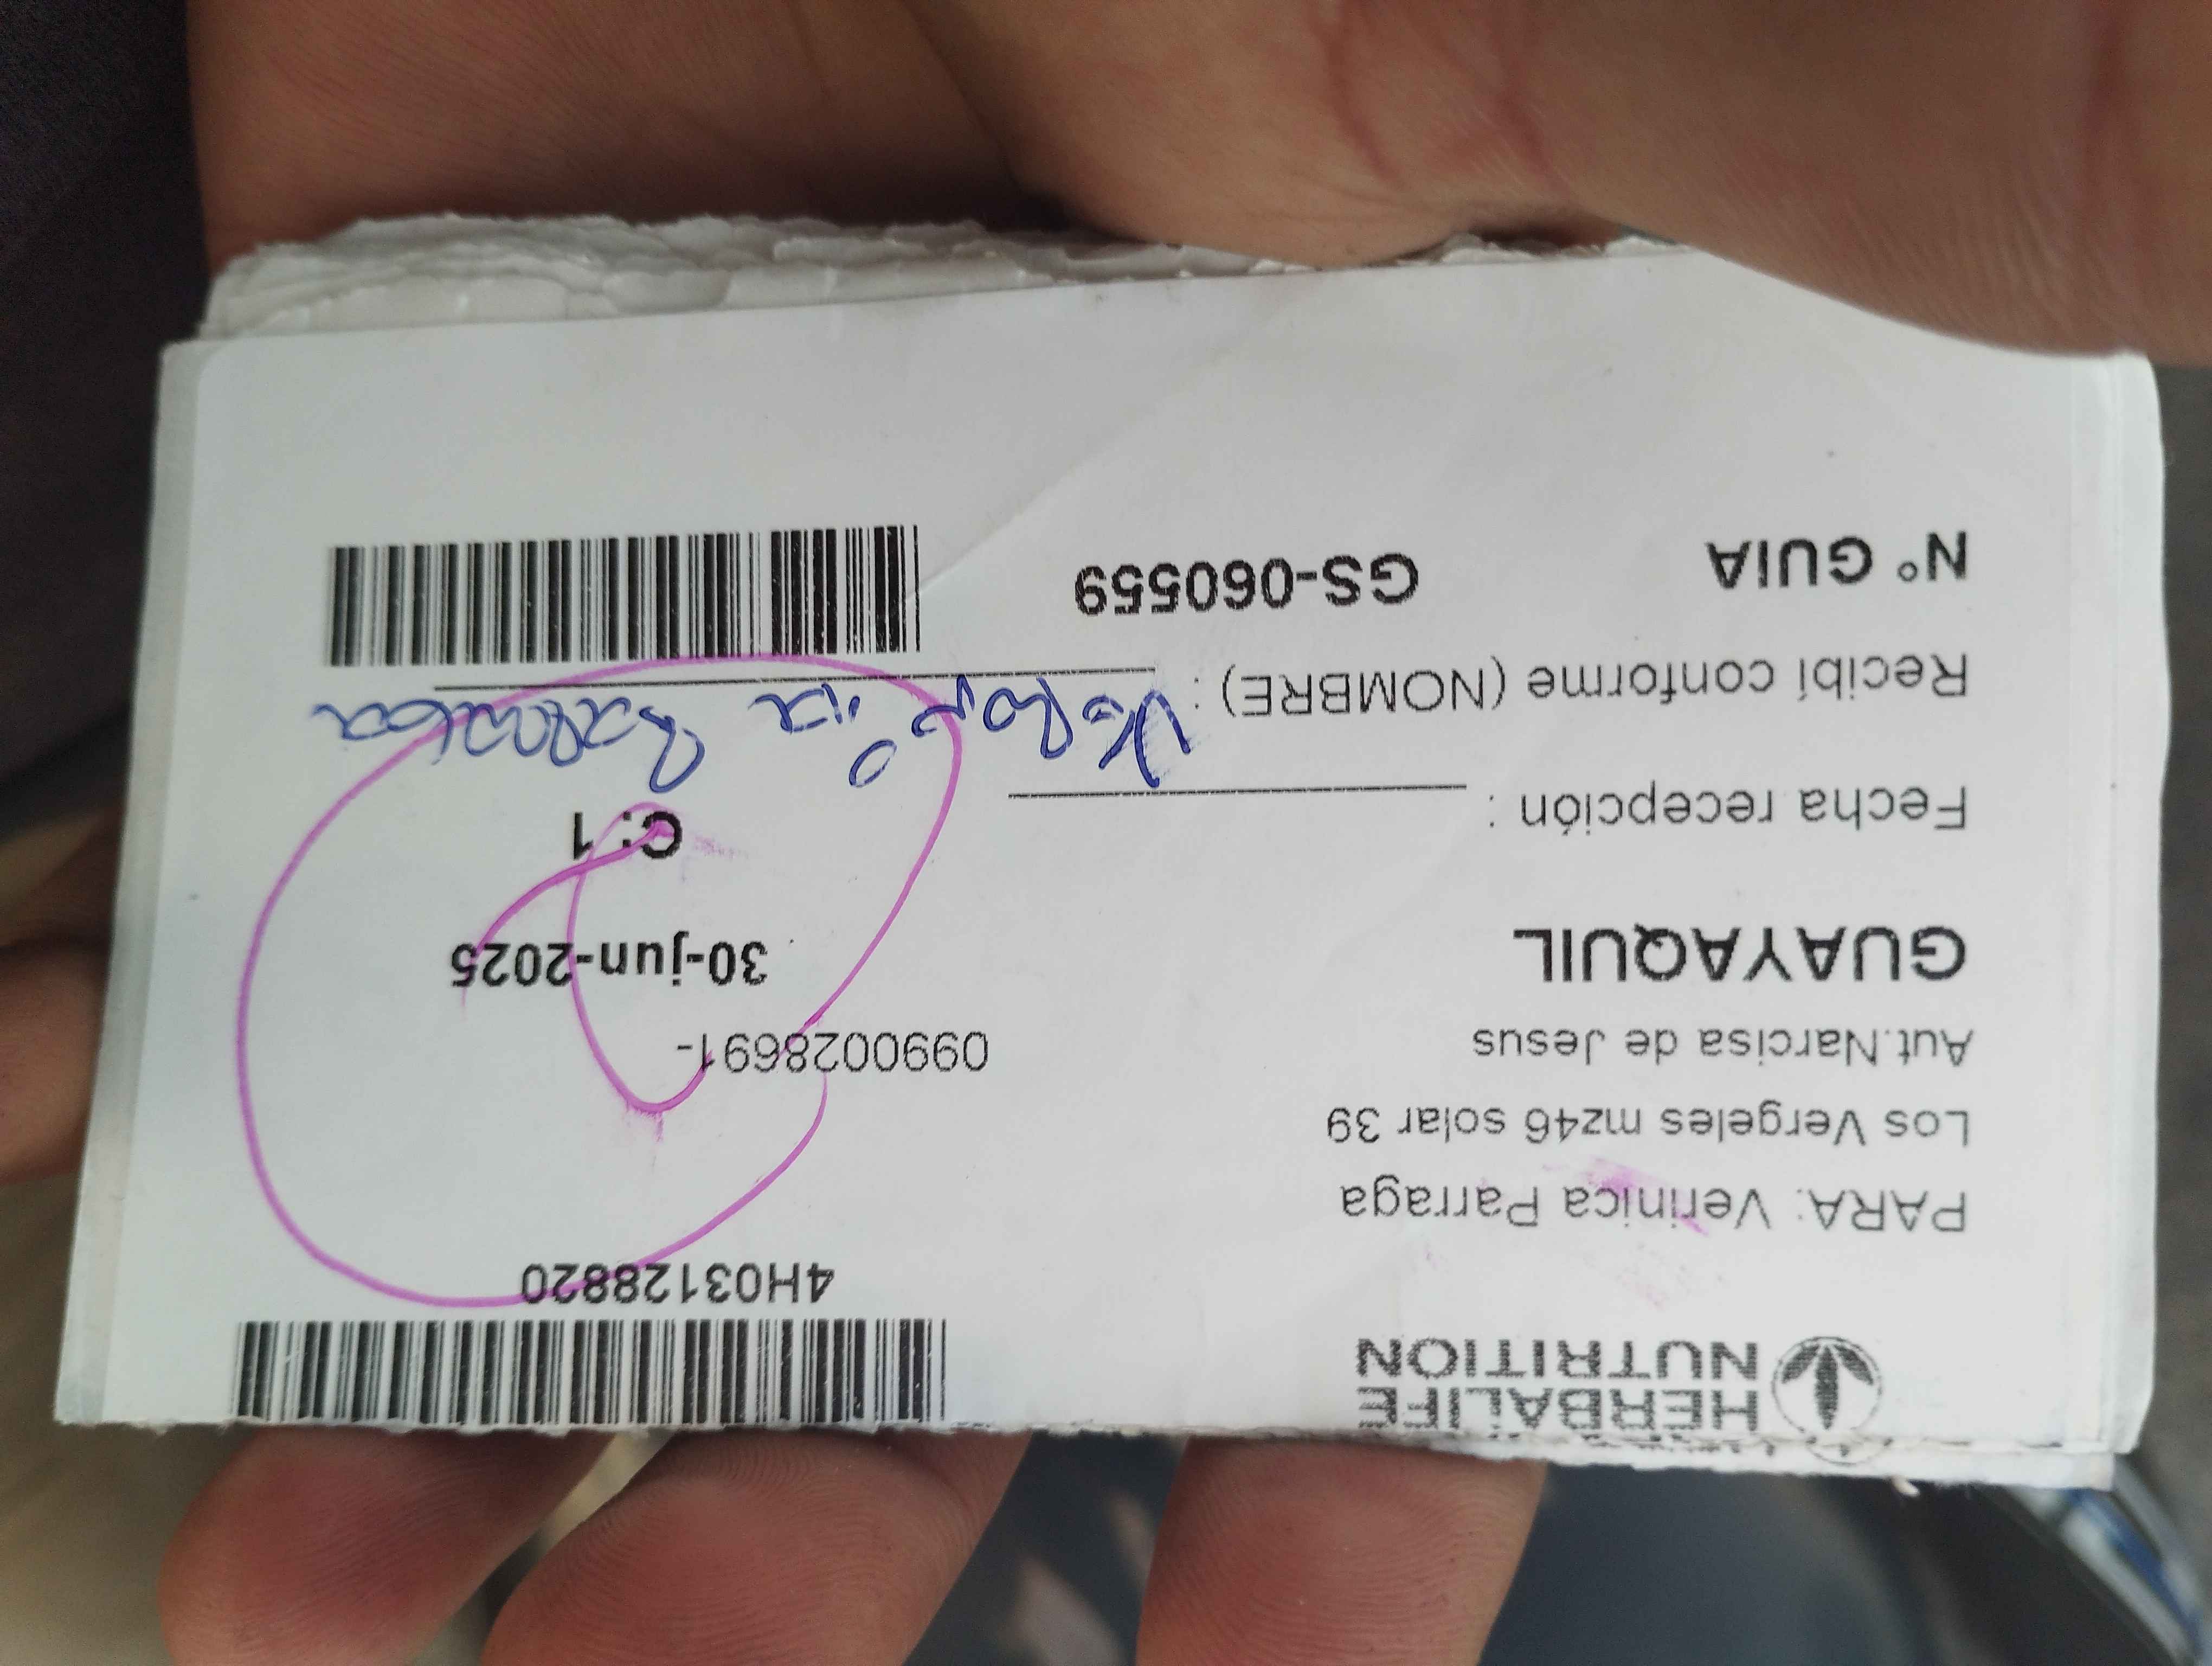 HERBALIFE
NUTRITION
4H03128820
PARA: Verinica Parraga
Los Vergeles mz46 solar 39
Aut.Narcisa de Jesus
0990028691-
GUAYAQUIL
30-jun-2025
C: 1
Fecha recepción :
Recibí conforme (NOMBRE) :
N° GUIA GS-060559